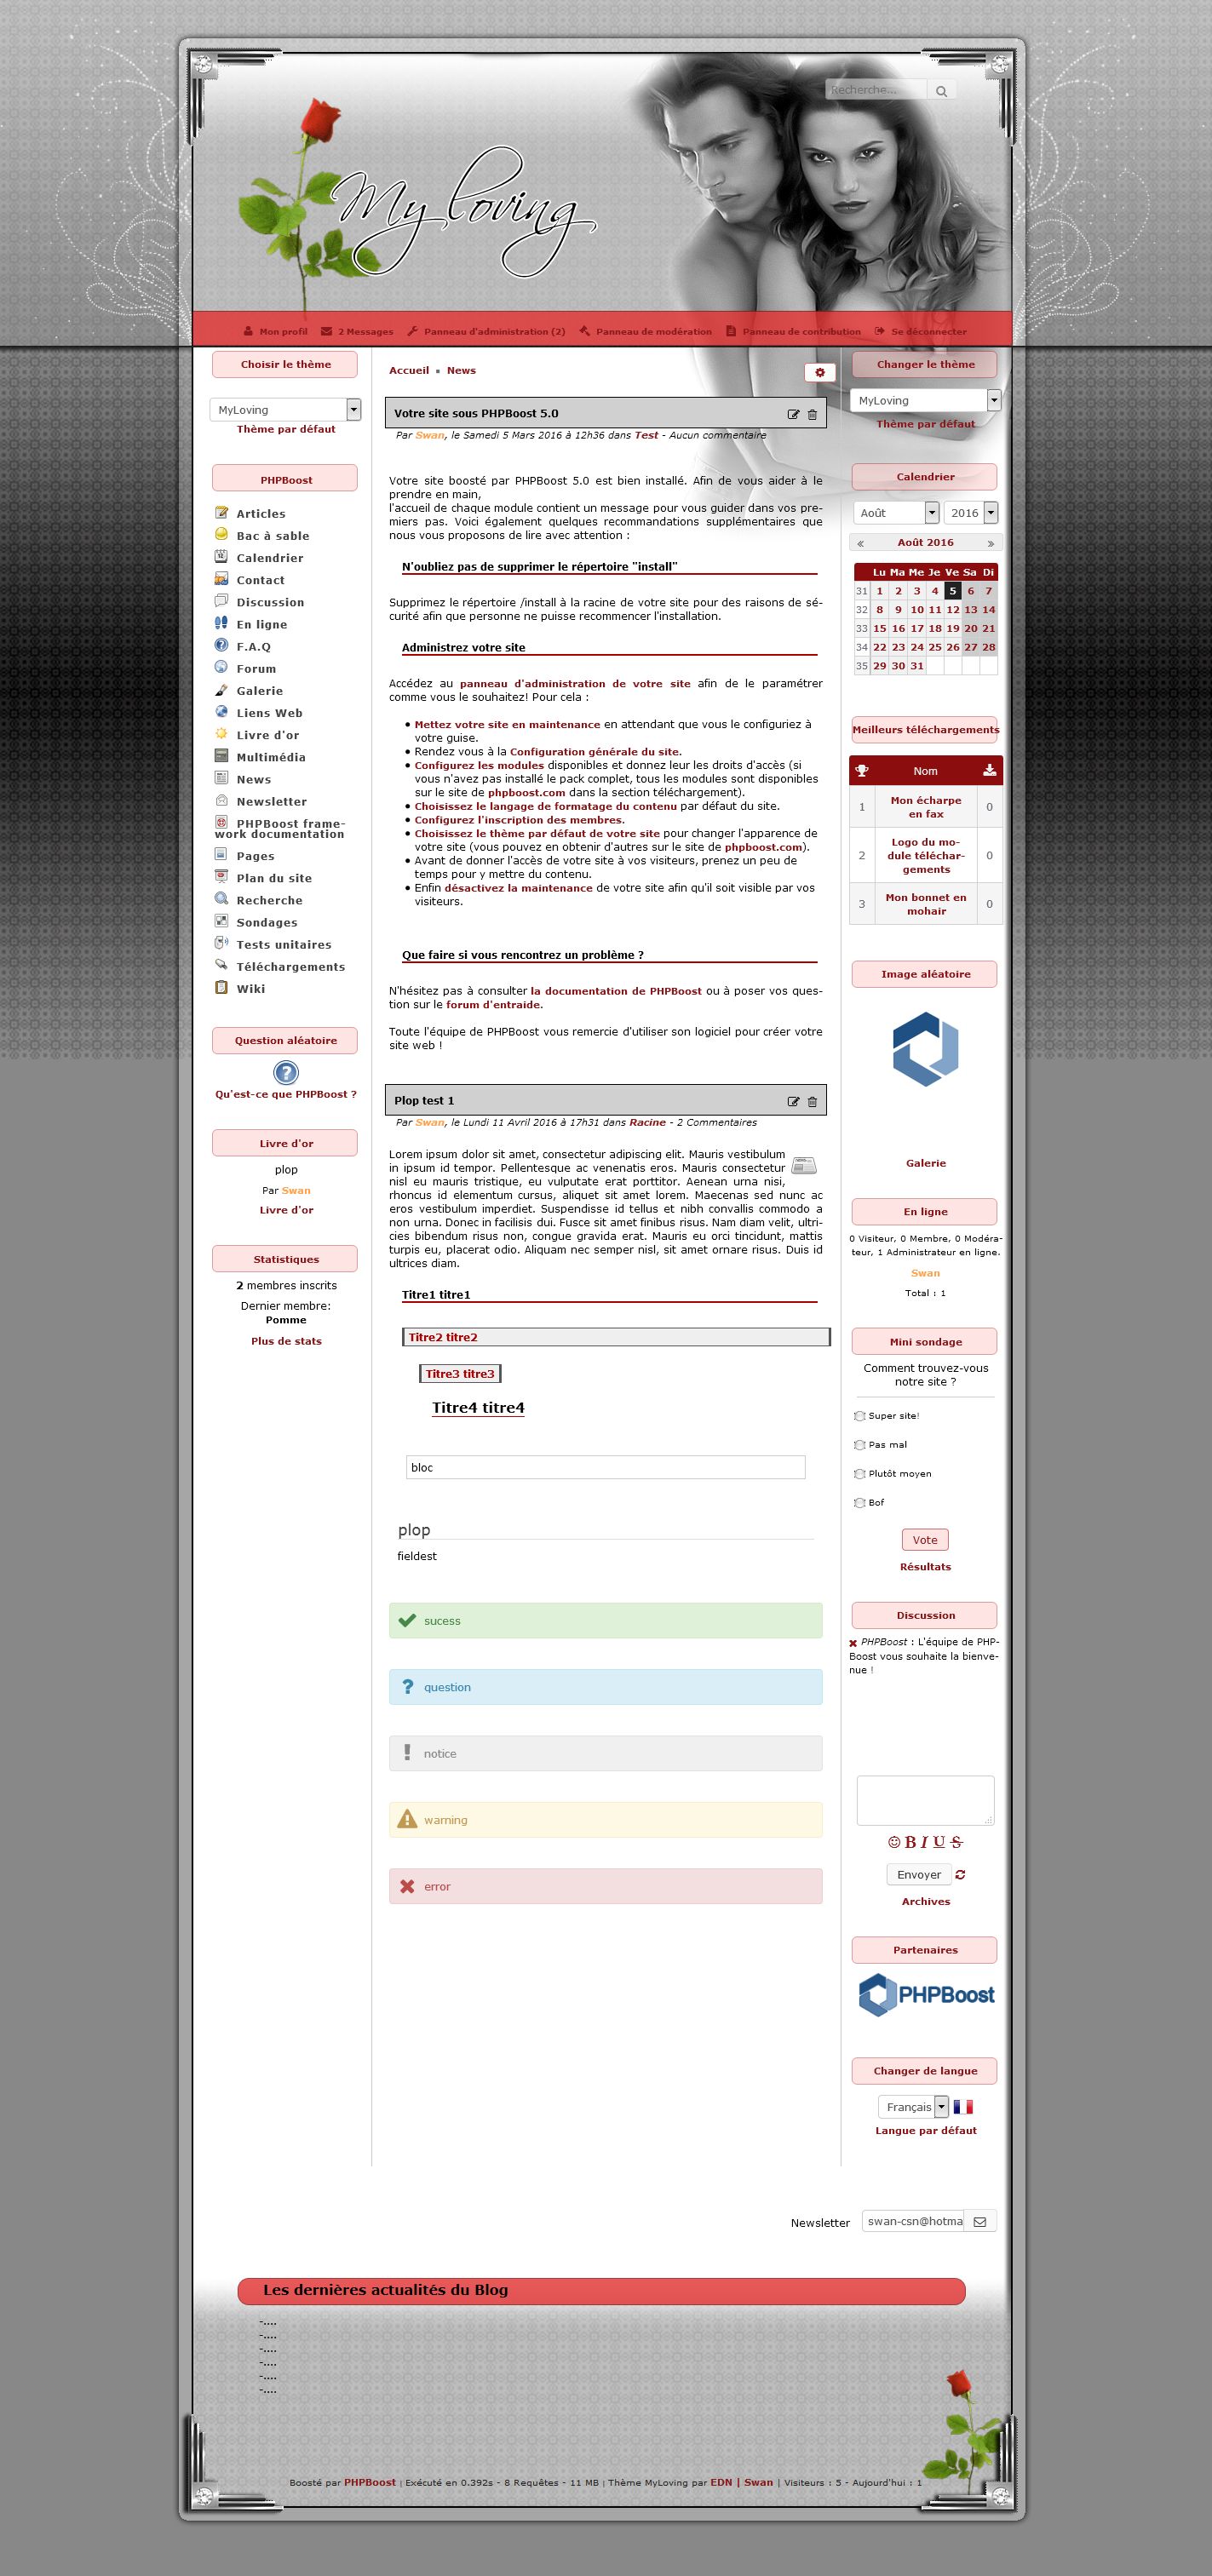 Recherche...
My loving
Mon profil 2 Messages Panneau d'administration (2) Panneau de modération Panneau de contribution Se déconnecter
Choisir le thème
MyLoving
Thème par défaut
PHPBoost
Articles
Bac à sable
Calendrier
Contact
Discussion
En ligne
F.A.Q
Forum
Galerie
Liens Web
Livre d'or
Multimédia
News
Newsletter
PHPBoost frame-
work documentation
Pages
Plan du site
Recherche
Sondages
Tests unitaires
Téléchargements
Wiki
Question aléatoire
Qu'est-ce que PHPBoost ?
Livre d'or
plop
Par Swan
Livre d'or
Statistiques
2 membres inscrits
Dernier membre:
Pomme
Plus de stats
Accueil ▪ News
Votre site sous PHPBoost 5.0
Par Swan, le Samedi 5 Mars 2016 à 12h36 dans Test - Aucun commentaire
Votre site boosté par PHPBoost 5.0 est bien installé. Afin de vous aider à le
prendre en main,
l'accueil de chaque module contient un message pour vous guider dans vos pre-
miers pas. Voici également quelques recommandations supplémentaires que
nous vous proposons de lire avec attention :
N'oubliez pas de supprimer le répertoire "install"
Supprimez le répertoire /install à la racine de votre site pour des raisons de sé-
curité afin que personne ne puisse recommencer l'installation.
Administrez votre site
Accédez au panneau d'administration de votre site afin de le paramétrer
comme vous le souhaitez! Pour cela :
• Mettez votre site en maintenance en attendant que vous le configuriez à
votre guise.
• Rendez vous à la Configuration générale du site.
• Configurez les modules disponibles et donnez leur les droits d'accès (si
vous n'avez pas installé le pack complet, tous les modules sont disponibles
sur le site de phpboost.com dans la section téléchargement).
• Choisissez le langage de formatage du contenu par défaut du site.
• Configurez l'inscription des membres.
• Choisissez le thème par défaut de votre site pour changer l'apparence de
votre site (vous pouvez en obtenir d'autres sur le site de phpboost.com).
• Avant de donner l'accès de votre site à vos visiteurs, prenez un peu de
temps pour y mettre du contenu.
• Enfin désactivez la maintenance de votre site afin qu'il soit visible par vos
visiteurs.
Que faire si vous rencontrez un problème ?
N'hésitez pas à consulter la documentation de PHPBoost ou à poser vos ques-
tion sur le forum d'entraide.
Toute l'équipe de PHPBoost vous remercie d'utiliser son logiciel pour créer votre
site web !
Plop test 1
Par Swan, le Lundi 11 Avril 2016 à 17h31 dans Racine - 2 Commentaires
Lorem ipsum dolor sit amet, consectetur adipiscing elit. Mauris vestibulum
in ipsum id tempor. Pellentesque ac venenatis eros. Mauris consectetur
nisl eu mauris tristique, eu vulputate erat porttitor. Aenean urna nisi,
rhoncus id elementum cursus, aliquet sit amet lorem. Maecenas sed nunc ac
eros vestibulum imperdiet. Suspendisse id tellus et nibh convallis commodo a
non urna. Donec in facilisis dui. Fusce sit amet finibus risus. Nam diam velit, ultri-
cies bibendum risus non, congue gravida erat. Mauris eu orci tincidunt, mattis
turpis eu, placerat odio. Aliquam nec semper nisl, sit amet ornare risus. Duis id
ultrices diam.
Titre1 titre1
Titre2 titre2
Titre3 titre3
Titre4 titre4
bloc
plop
fieldest
sucess
question
notice
warning
error
Changer le thème
MyLoving
Thème par défaut
Calendrier
Août 2016
« Août 2016 »
Lu Ma Me Je Ve Sa Di
31 1 2 3 4 5 6 7
32 8 9 10 11 12 13 14
33 15 16 17 18 19 20 21
34 22 23 24 25 26 27 28
35 29 30 31
Meilleurs téléchargements
Nom
1 Mon écharpe en fax 0
2 Logo du mo-
dule téléchar-
gements 0
3 Mon bonnet en
mohair 0
Image aléatoire
Galerie
En ligne
0 Visiteur, 0 Membre, 0 Modéra-
teur, 1 Administrateur en ligne.
Swan
Total : 1
Mini sondage
Comment trouvez-vous
notre site ?
Super site!
Pas mal
Plutôt moyen
Bof
Vote
Résultats
Discussion
PHPBoost : L'équipe de PHP-
Boost vous souhaite la bienve-
nue !
B I U S
Envoyer
Archives
Partenaires
PHPBoost
Changer de langue
Français
Langue par défaut
Newsletter swan-csn@hotma
Les dernières actualités du Blog
-....
-....
-....
-....
-....
-....
Boosté par PHPBoost | Exécuté en 0.392s - 8 Requêtes - 11 MB | Thème MyLoving par EDN | Swan | Visiteurs : 5 - Aujourd'hui : 1